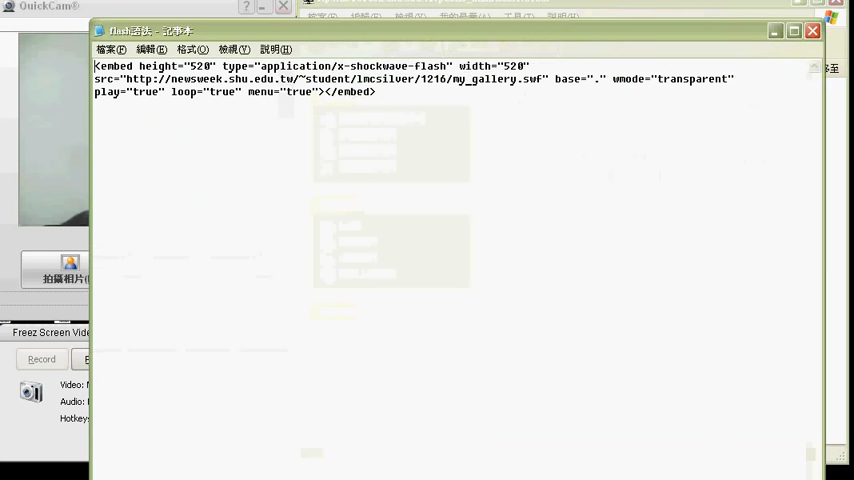 QuickCam®
flash語法 - 記事本
檔案(F) 編輯(E) 格式(O) 檢視(V) 說明(H)
<embed height="520" type="application/x-shockwave-flash" width="520"
src="http://newsweek.shu.edu.tw/~student/lmcsilver/1216/my_gallery.swf" base="." wmode="transparent"
play="true" loop="true" menu="true"></embed>
移至
拍攝相片(
Freez Screen Vide
Record
Video:
Audio:
Hotkeys